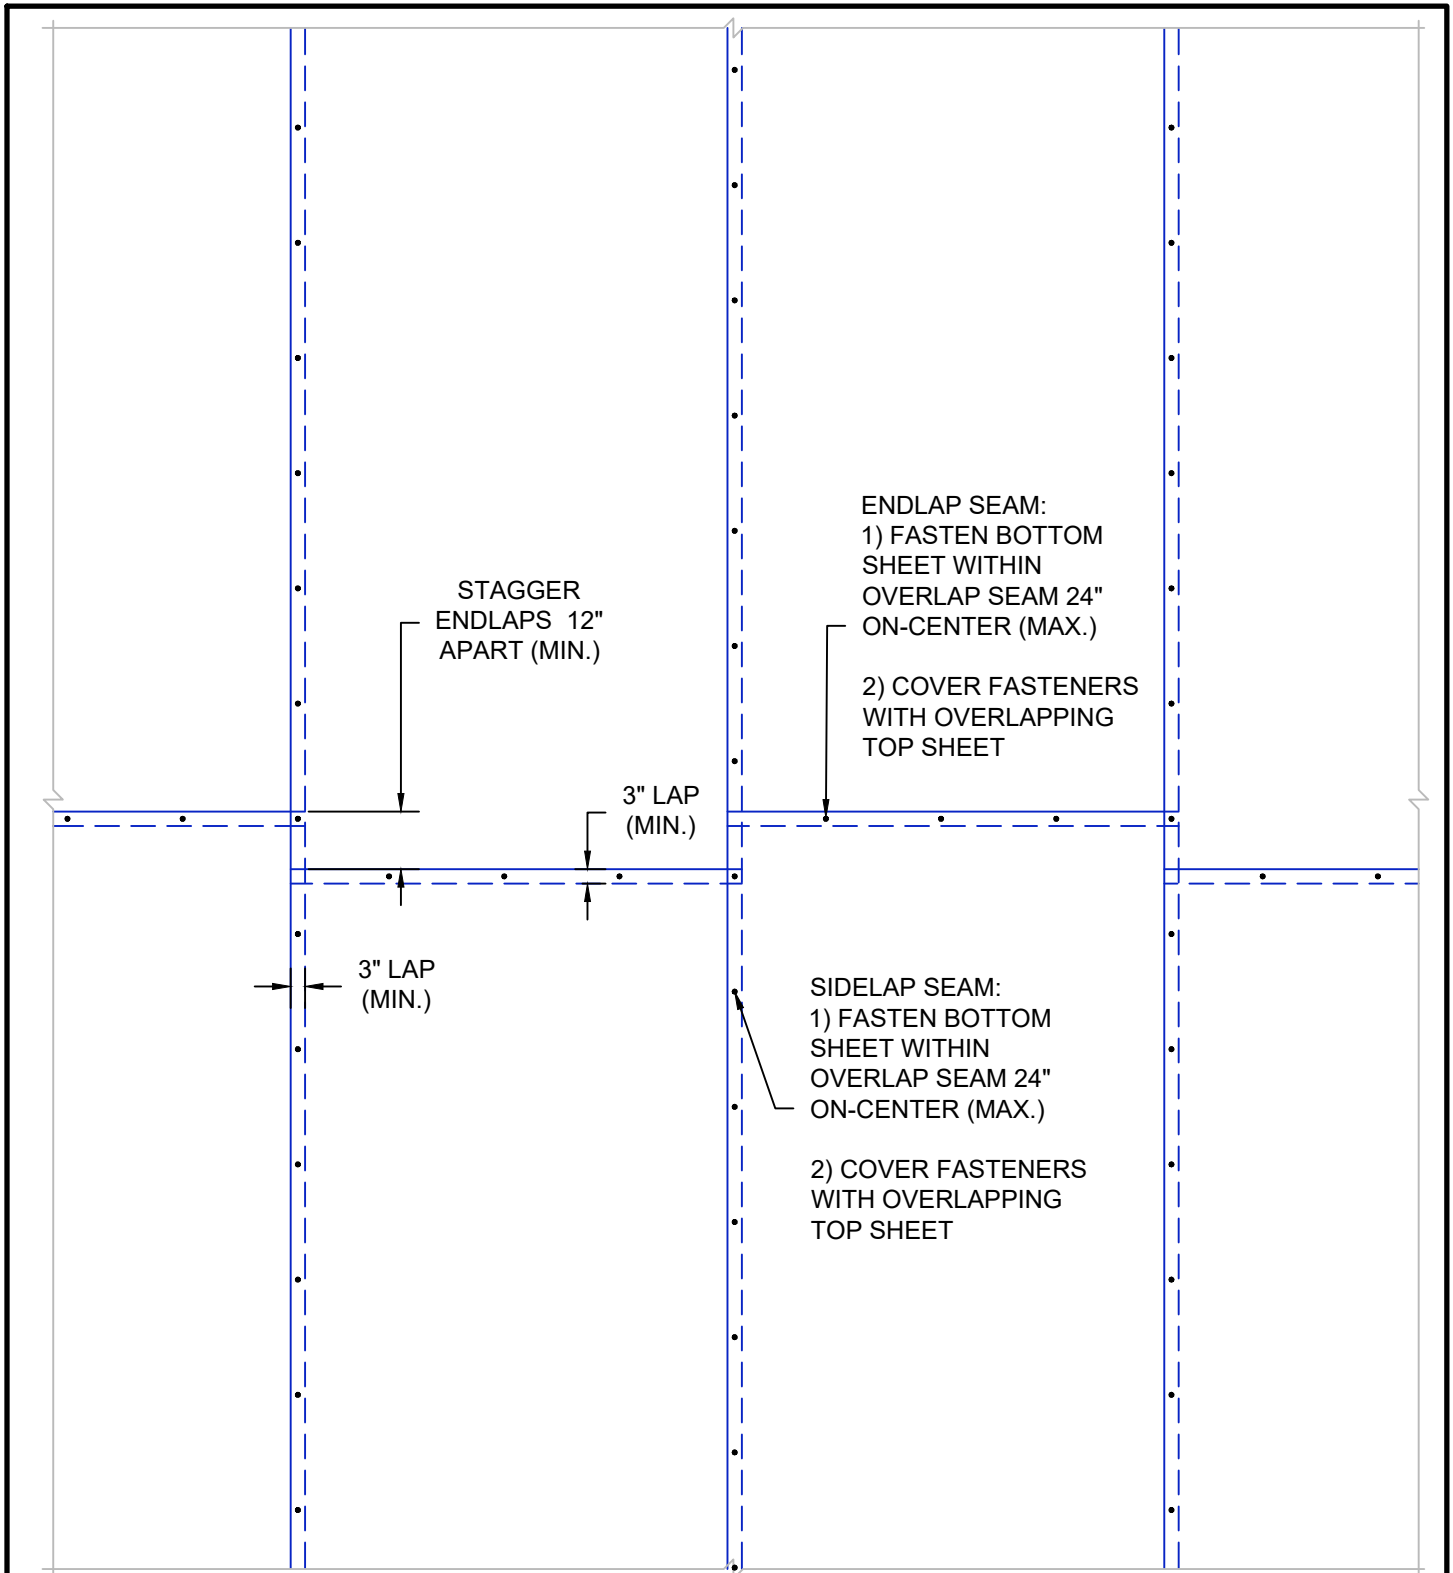 ENDLAP SEAM:
1) FASTEN BOTTOM
SHEET WITHIN
OVERLAP SEAM 24"
ON-CENTER (MAX.)
2) COVER FASTENERS
WITH OVERLAPPING
TOP SHEET
STAGGER
ENDLAPS 12"
APART (MIN.)
3" LAP
(MIN.)
3" LAP
(MIN.)
SIDELAP SEAM:
1) FASTEN BOTTOM
SHEET WITHIN
OVERLAP SEAM 24"
ON-CENTER (MAX.)
2) COVER FASTENERS
WITH OVERLAPPING
TOP SHEET